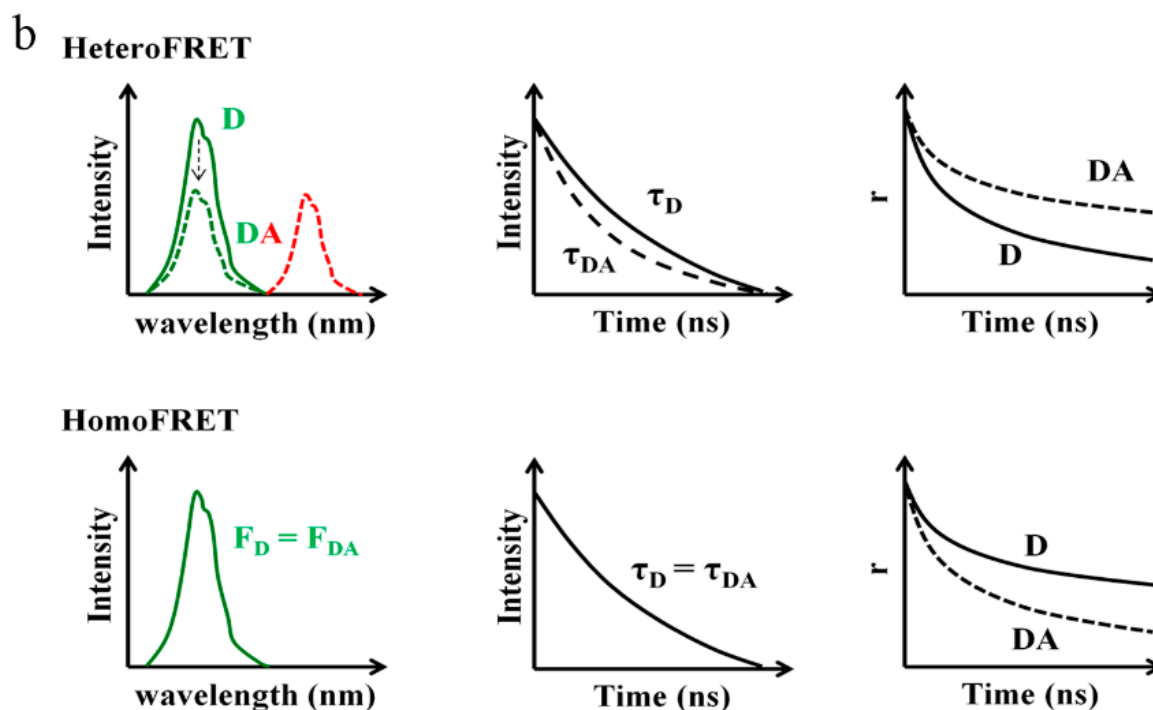 b
HeteroFRET
Intensity
D
DA
wavelength (nm)
Intensity
τD
τDA
Time (ns)
r
DA
D
Time (ns)
HomoFRET
Intensity
FD = FDA
wavelength (nm)
Intensity
τD = τDA
Time (ns)
r
D
DA
Time (ns)